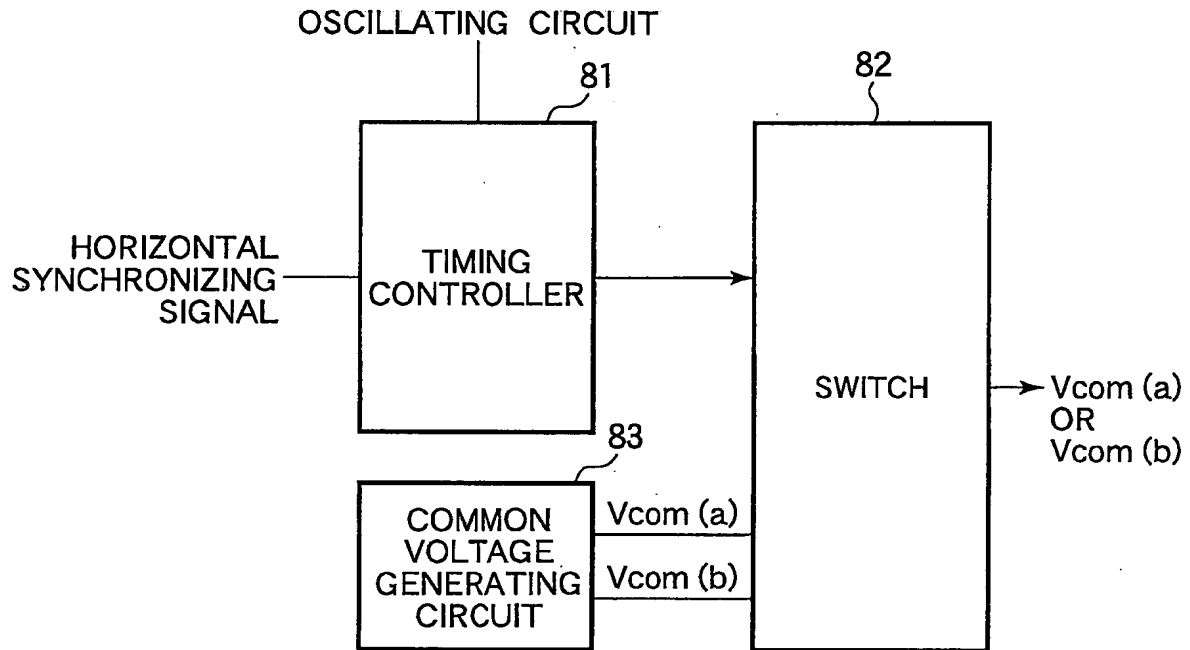 OSCILLATING CIRCUIT
81
82
HORIZONTAL
SYNCHRONIZING
SIGNAL
TIMING
CONTROLLER
SWITCH
Vcom (a)
OR
Vcom (b)
83
COMMON
VOLTAGE
GENERATING
CIRCUIT
Vcom (a)
Vcom (b)